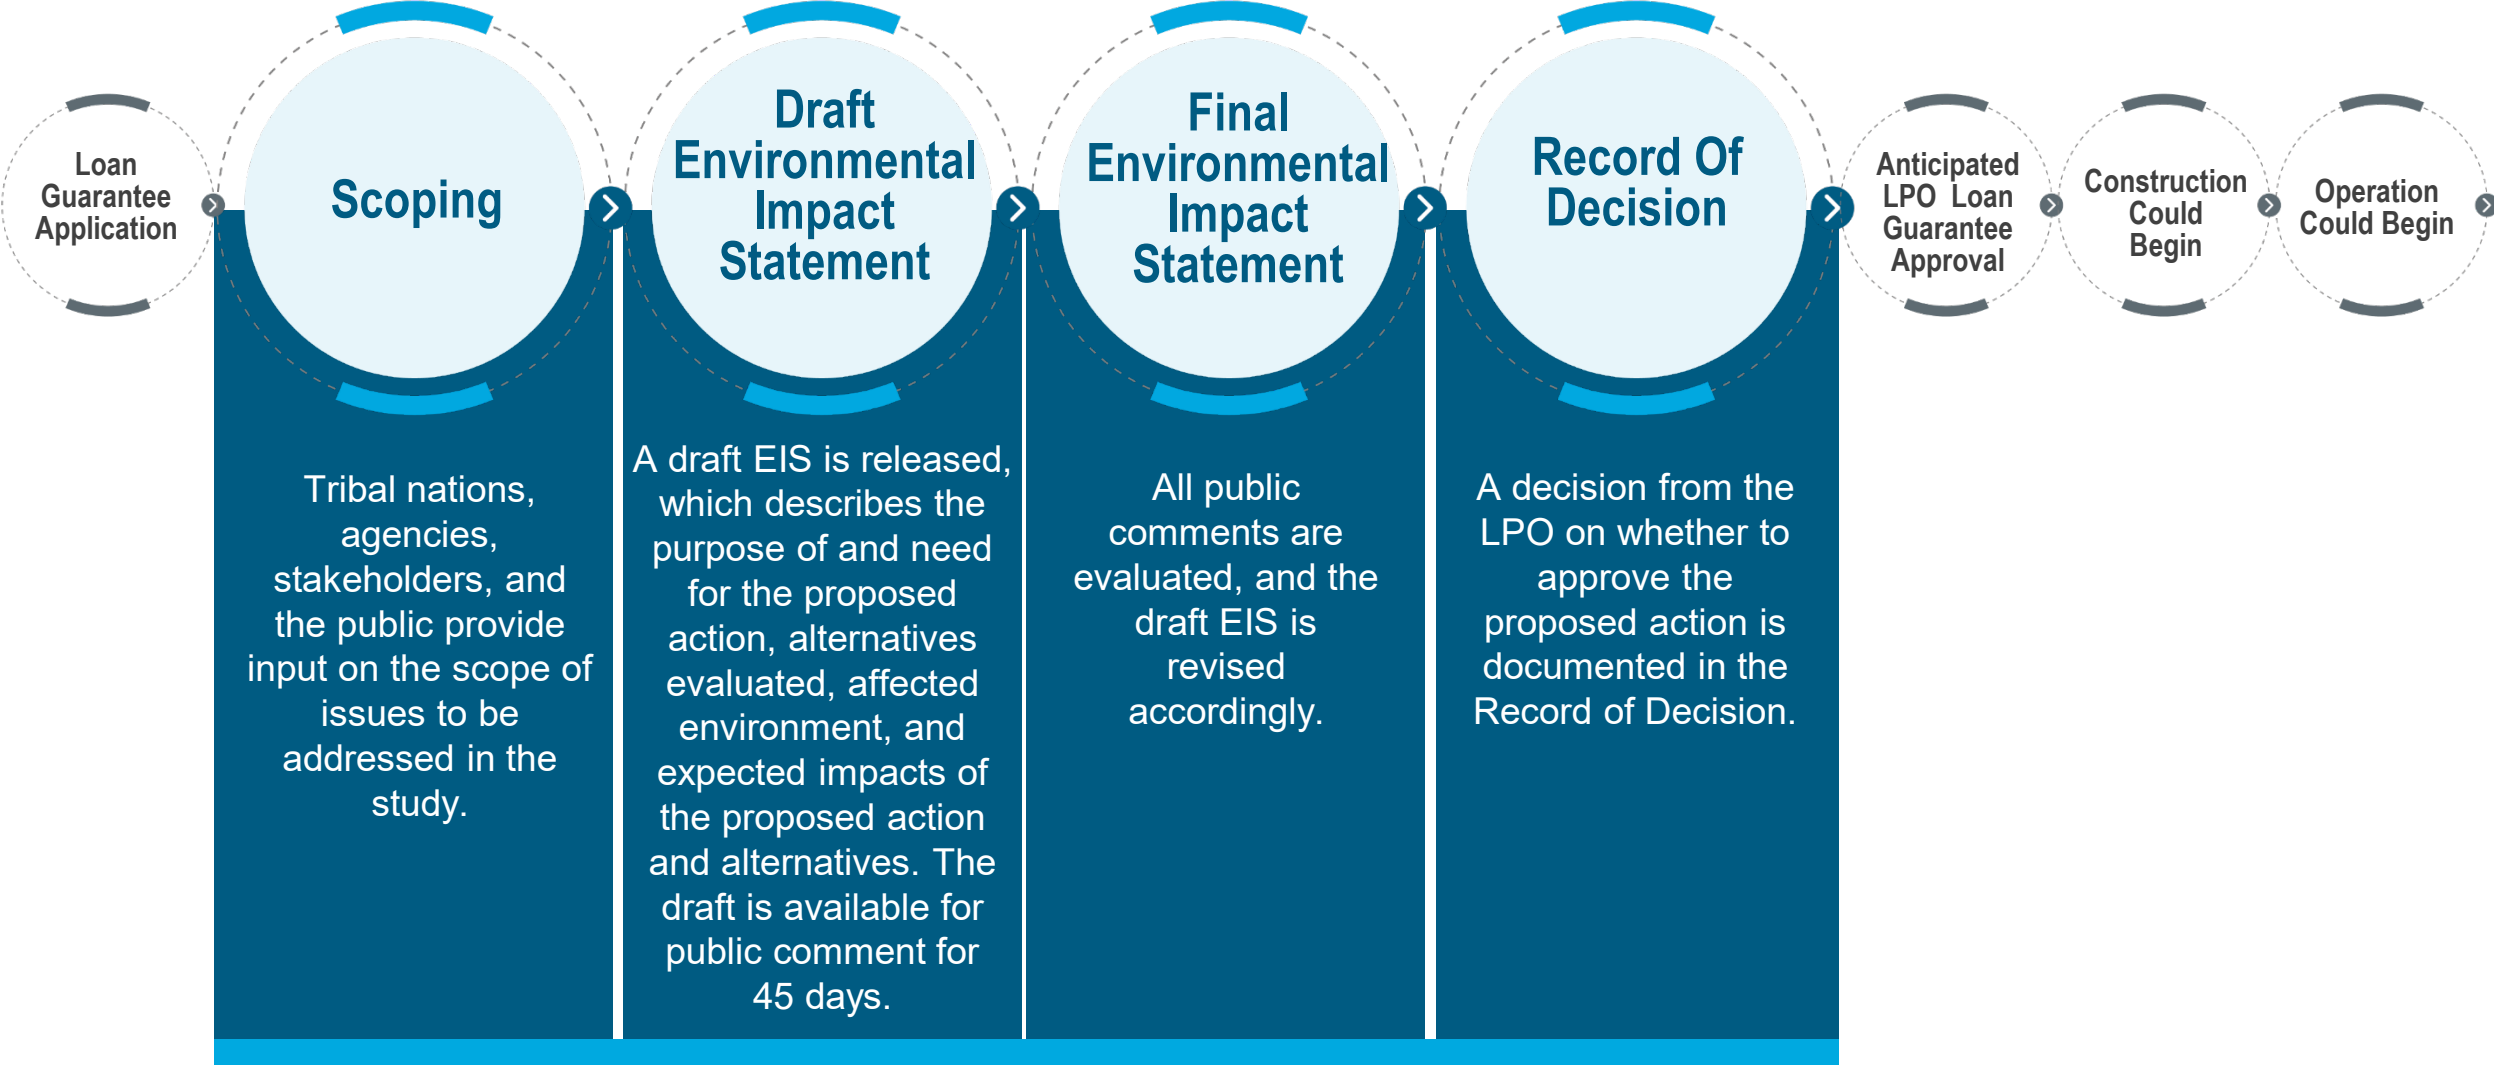 Loan
Guarantee
Application
Scoping
Tribal nations,
agencies,
stakeholders, and
the public provide
input on the scope of
issues to be
addressed in the
study.
Draft
Environmental
Impact
Statement
A draft EIS is released,
which describes the
purpose of and need
for the proposed
action, alternatives
evaluated, affected
environment, and
expected impacts of
the proposed action
and alternatives. The
draft is available for
public comment for
45 days.
Final
Environmental
Impact
Statement
All public
comments are
evaluated, and the
draft EIS is
revised
accordingly.
Record Of
Decision
A decision from the
LPO on whether to
approve the
proposed action is
documented in the
Record of Decision.
Anticipated
LPO Loan
Guarantee
Approval
Construction
Could
Begin
Operation
Could Begin